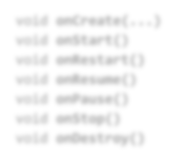 void onCreate(...)
void onStart()
void onRestart()
void onResume()
void onPause()
void onStop()
void onDestroy()